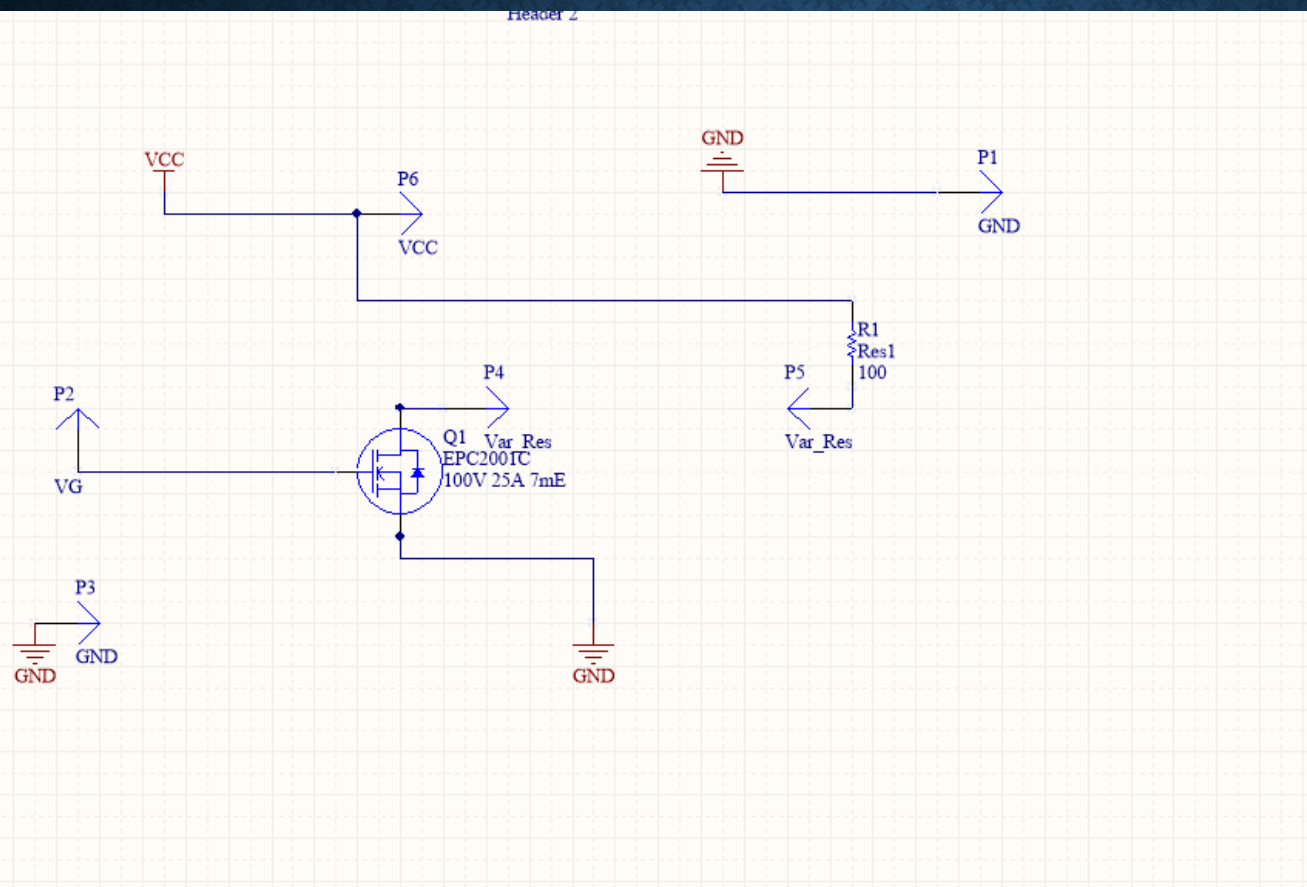 Header 2
GND
P1
VCC
P6
GND
VCC
R1
Res1
P4
P5
100
P2
Q1
Var_Res
Var_Res
EPC2001C
100V 25A 7mE
VG
P3
GND
GND
GND